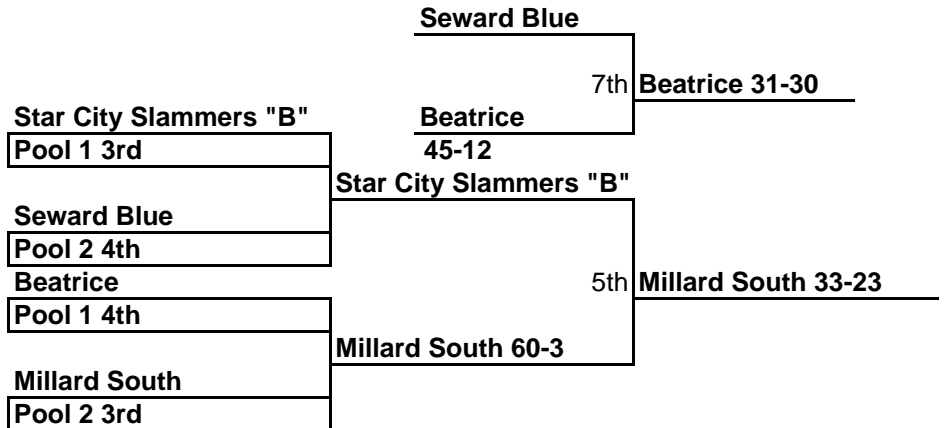 Seward Blue
7th Beatrice 31-30
Star City Slammers "B" Beatrice
Pool 1 3rd 45-12
Star City Slammers "B"
Seward Blue
Pool 2 4th
Beatrice 5th Millard South 33-23
Pool 1 4th
Millard South 60-3
Millard South
Pool 2 3rd